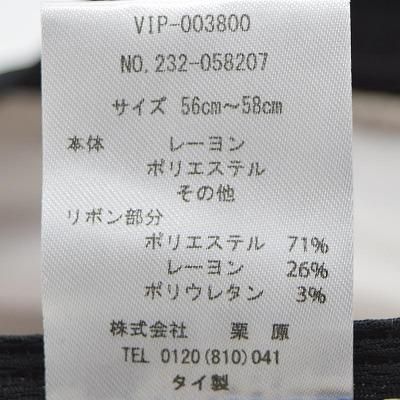 VIP-003800
NO.232-058207
サイズ 56cm～58cm
本体 レーヨン
ポリエステル
その他
リボン部分
ポリエステル 71%
レーヨン 26%
ポリウレタン 3%
株式会社 栗原
TEL 0120(810)041
タイ製